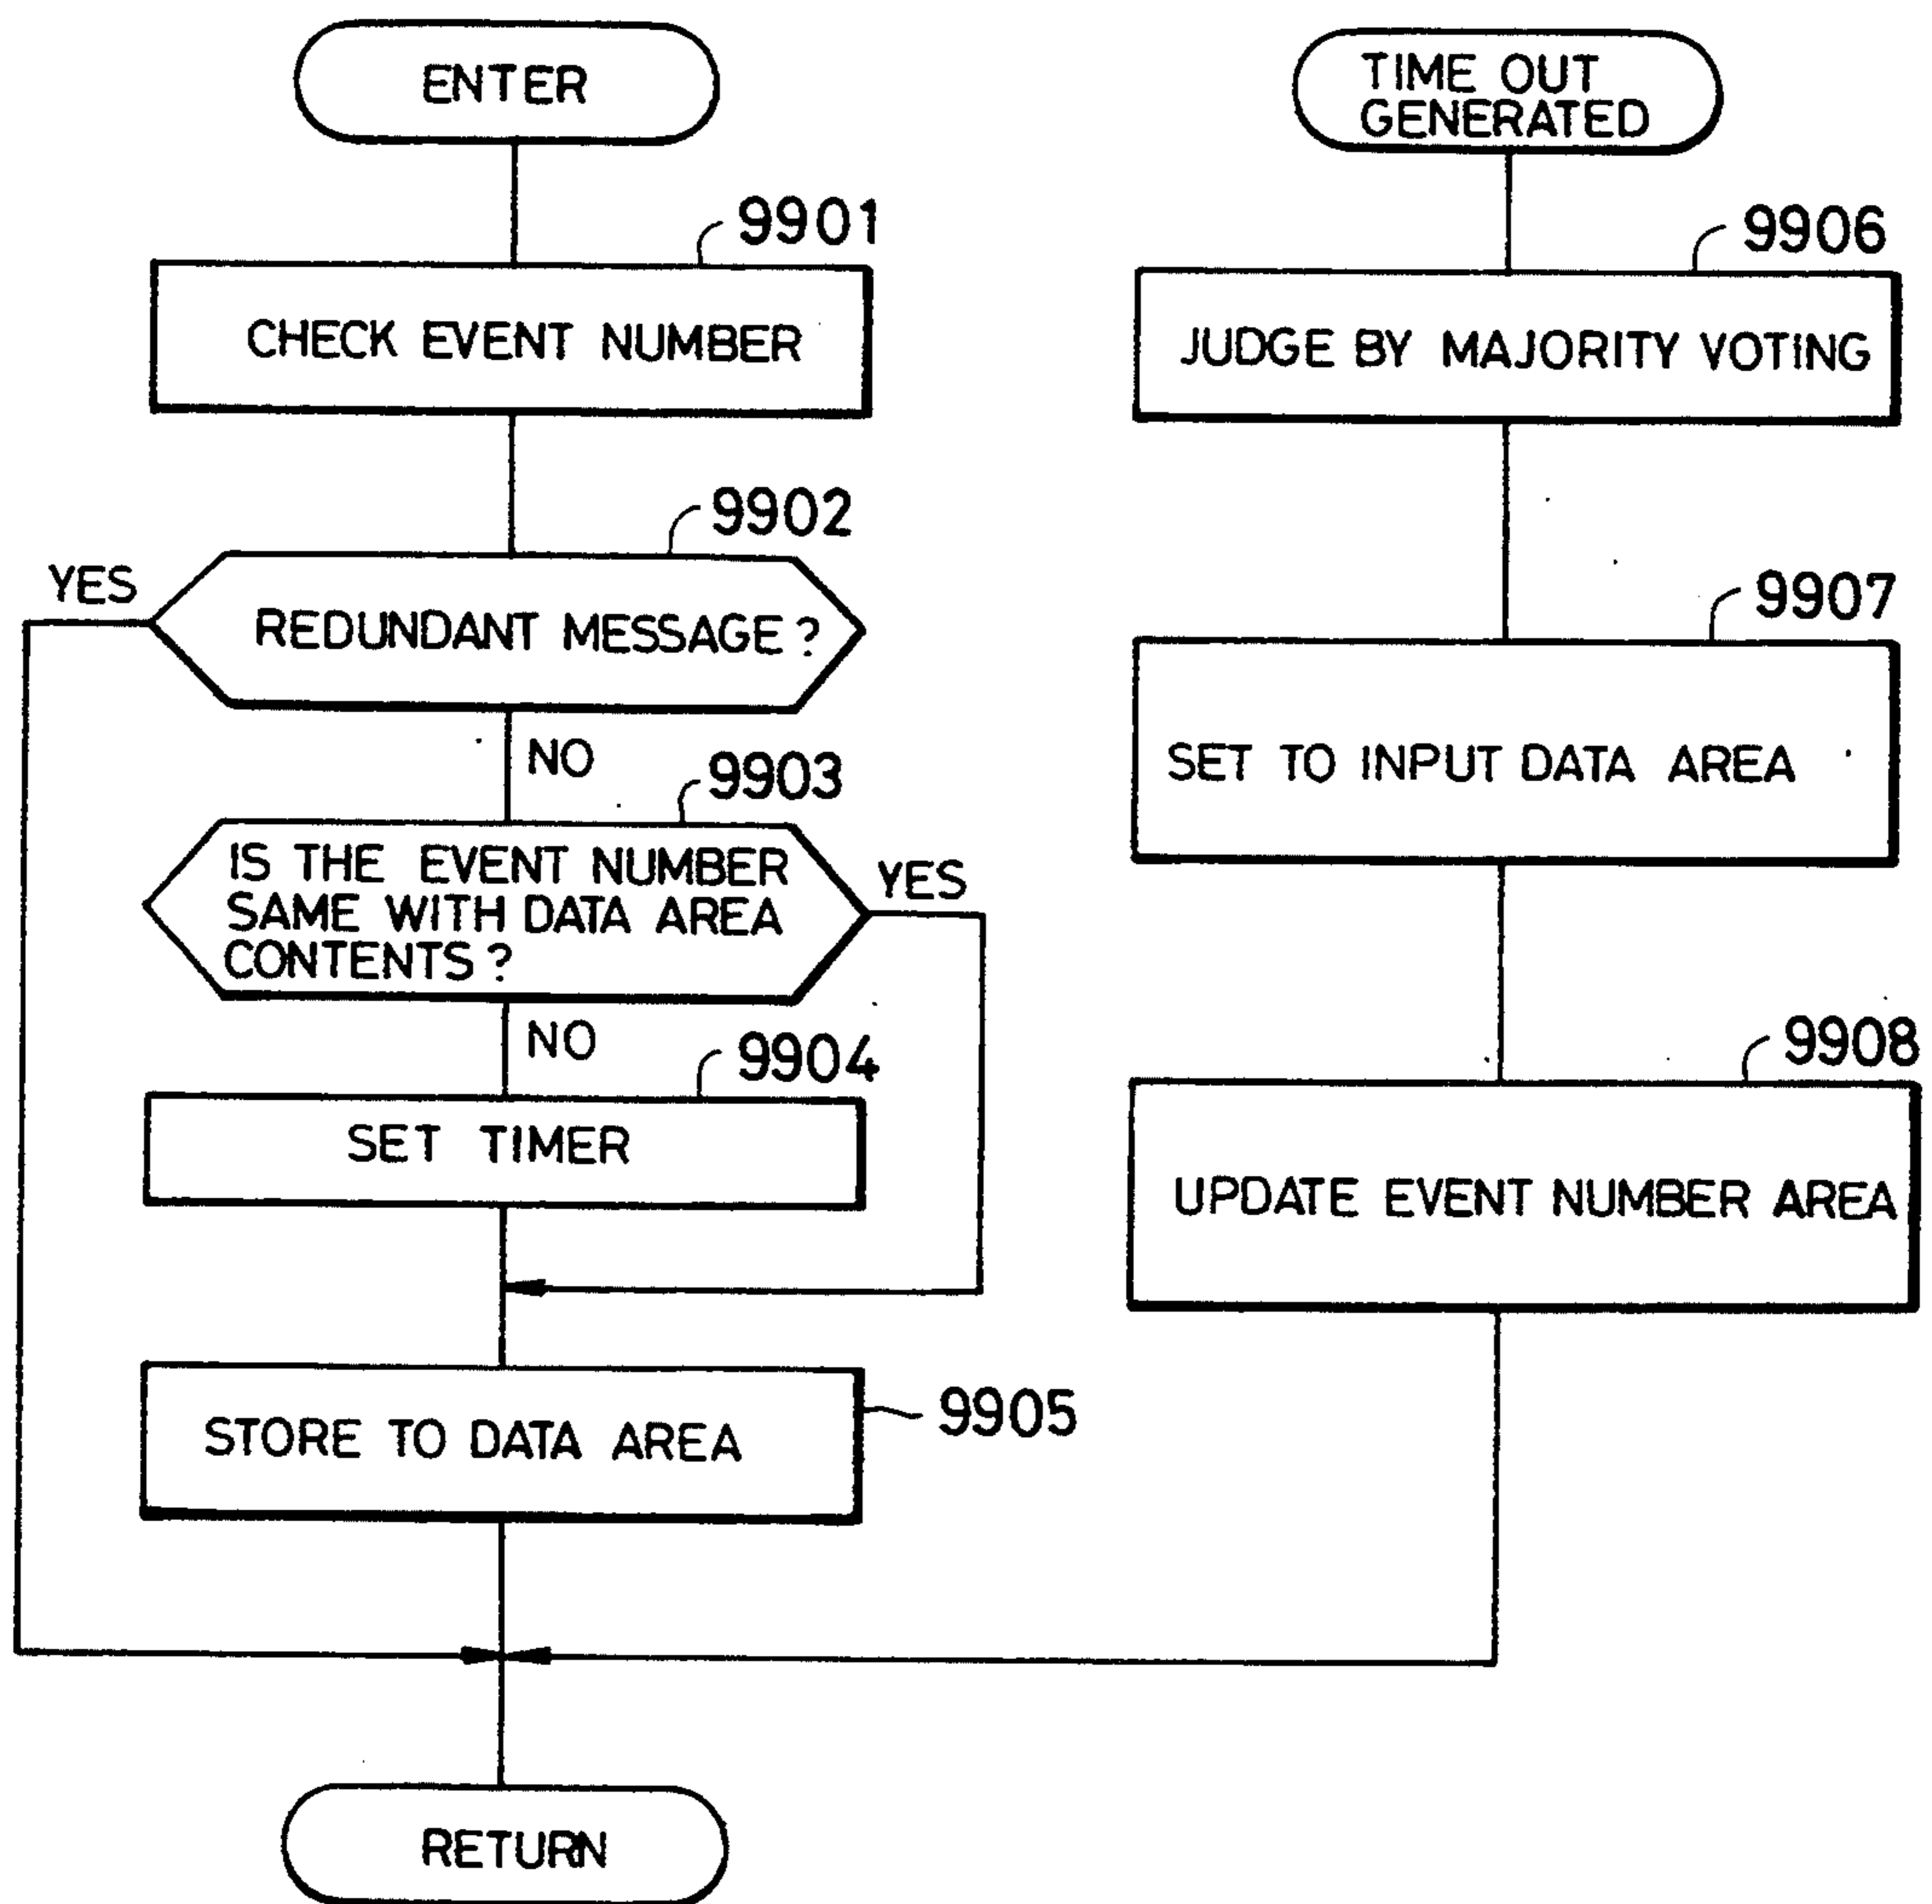 ENTER
9901
CHECK EVENT NUMBER
9902
YES
REDUNDANT MESSAGE?
NO
9903
IS THE EVENT NUMBER
SAME WITH DATA AREA
CONTENTS?
YES
NO
9904
SET TIMER
STORE TO DATA AREA
9905
RETURN
TIME OUT
GENERATED
9906
JUDGE BY MAJORITY VOTING
9907
SET TO INPUT DATA AREA
9908
UPDATE EVENT NUMBER AREA